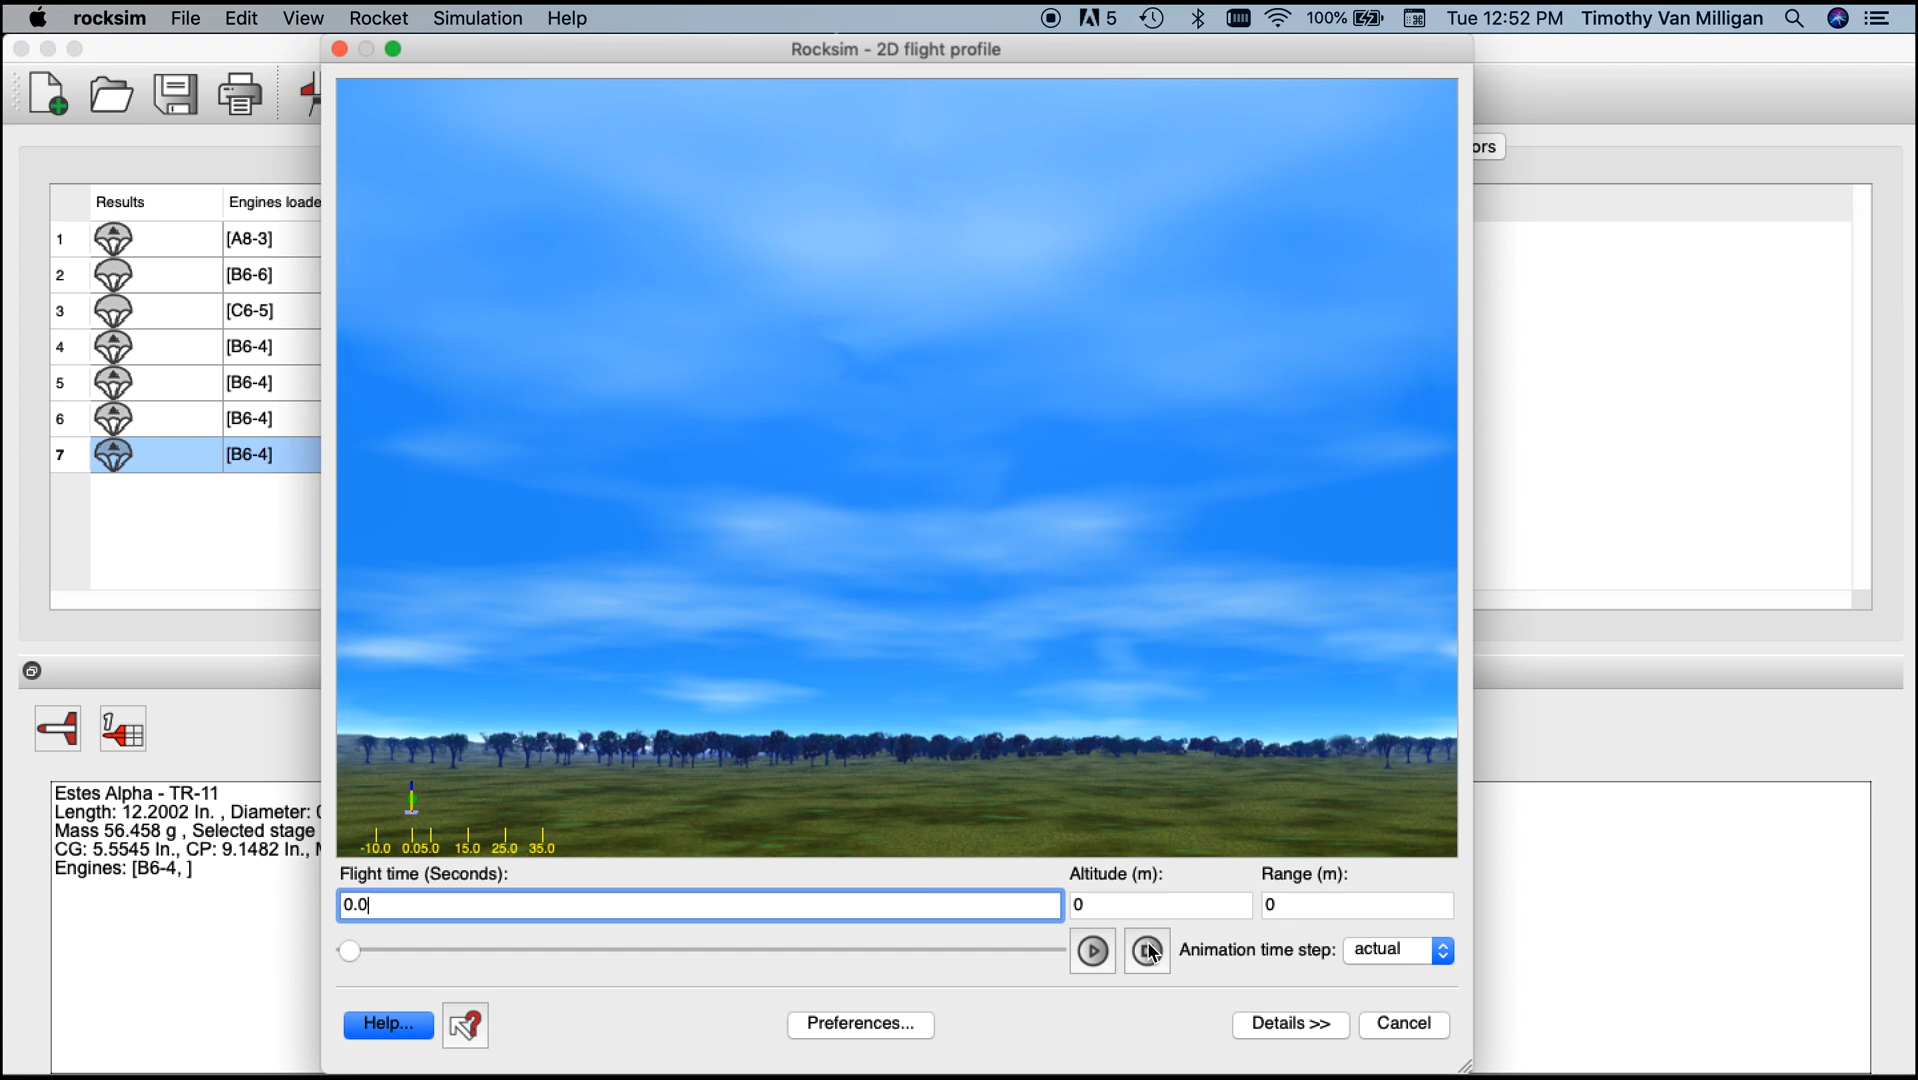 rocksim File Edit View Rocket Simulation Help 5 100% Tue 12:52 PM Timothy Van Milligan
Rocksim - 2D flight profile
ors
Results Engines loade
1 [A8-3]
2 [B6-6]
3 [C6-5]
4 [B6-4]
5 [B6-4]
6 [B6-4]
7 [B6-4]
1
Estes Alpha - TR-11
Length: 12.2002 In. , Diameter:
Mass 56.458 g , Selected stage
CG: 5.5545 In., CP: 9.1482 In.,
Engines: [B6-4, ]
-10.0 0.05.0 15.0 25.0 35.0
Flight time (Seconds): Altitude (m): Range (m):
0.0 0 0
Animation time step: actual
Help... Preferences... Details >> Cancel